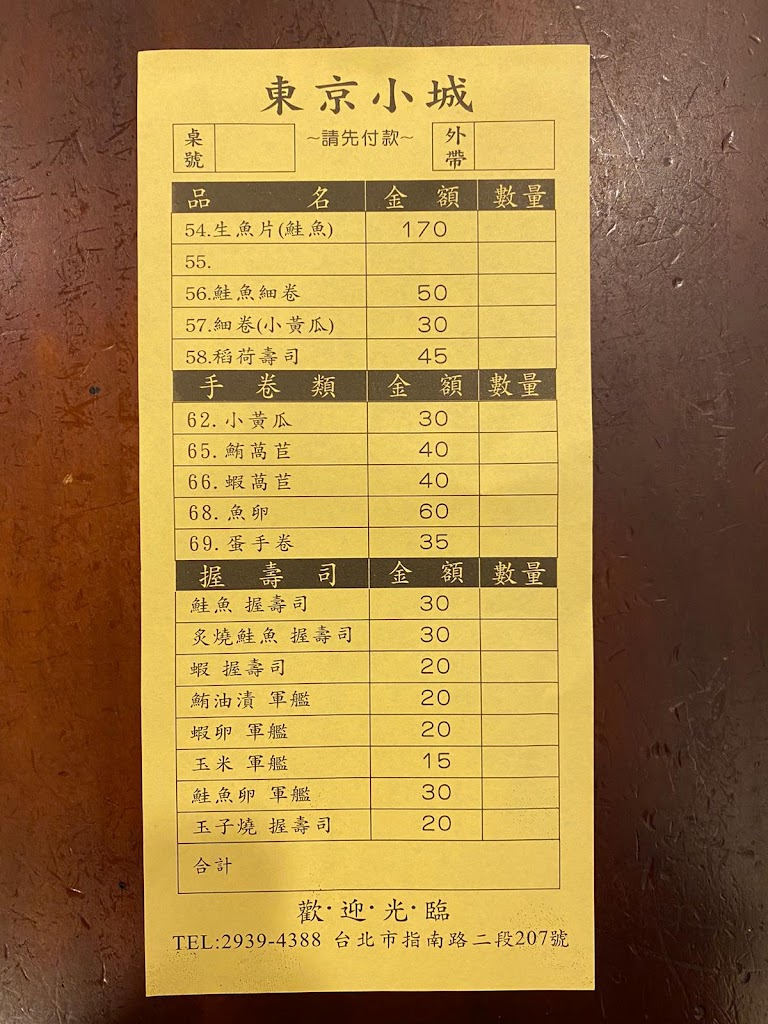 東京小城
桌號 ~請先付款~ 外帶
品名 金額 數量
54.生魚片(鮭魚) 170
55.
56.鮭魚細卷 50
57.細卷(小黃瓜) 30
58.稻荷壽司 45
手卷類 金額 數量
62.小黃瓜 30
65.鮪萵苣 40
66.蝦萵苣 40
68.魚卵 60
69.蛋手卷 35
握壽司 金額 數量
鮭魚 握壽司 30
炙燒鮭魚 握壽司 30
蝦 握壽司 20
鮪油漬 軍艦 20
蝦卵 軍艦 20
玉米 軍艦 15
鮭魚卵 軍艦 30
玉子燒 握壽司 20
合計
歡·迎·光·臨
TEL:2939-4388 台北市指南路二段207號